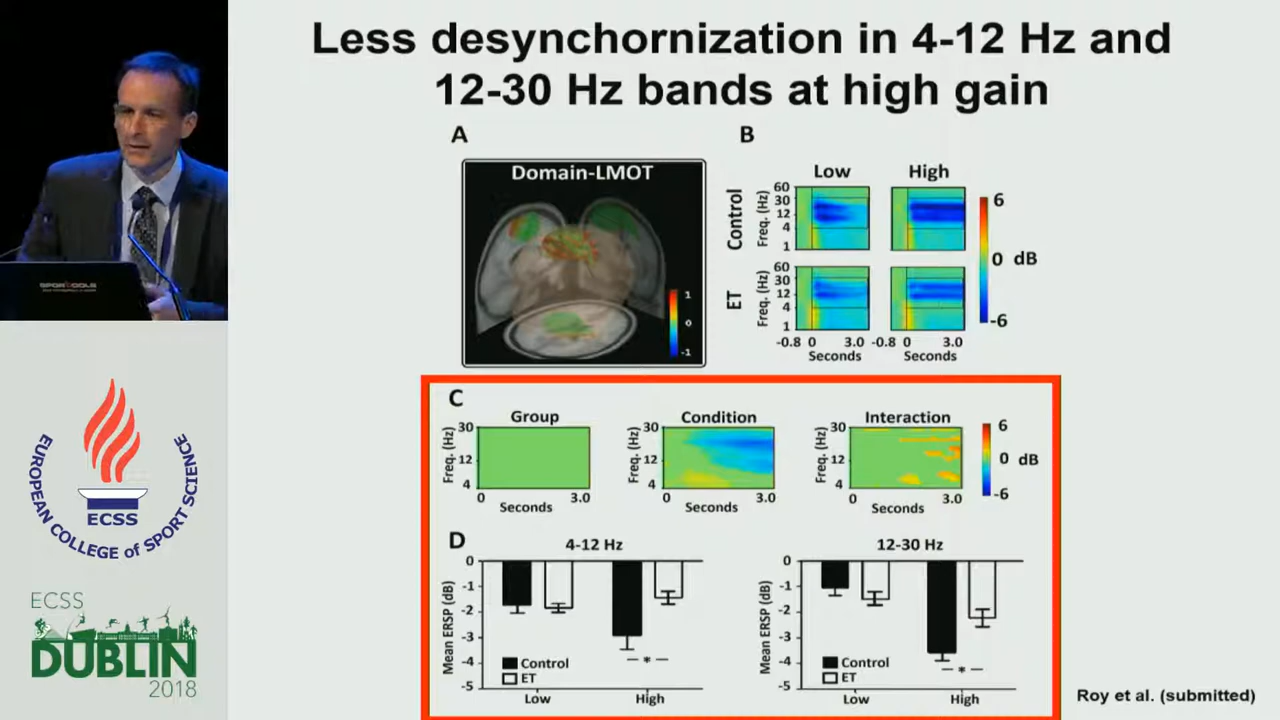 Less desynchornization in 4-12 Hz and
12-30 Hz bands at high gain
A
Domain-LMOT
1
0
-1
B
Low
High
Control
Freq. (Hz)
60
30
12
4
1
6
0 dB
-6
ET
Freq. (Hz)
60
30
12
4
1
-0.8 0 3.0
Seconds
-0.8 0 3.0
Seconds
C
Group
Condition
Interaction
Freq. (Hz)
30
12
4
0 3.0
Seconds
Freq. (Hz)
30
12
4
0 3.0
Seconds
Freq. (Hz)
30
12
4
0 3.0
Seconds
6
0 dB
-6
D
4-12 Hz
Mean ERSP (dB)
0
-1
-2
-3
-4
-5
*
Control
ET
Low
High
12-30 Hz
Mean ERSP (dB)
0
-1
-2
-3
-4
-5
*
Control
ET
Low
High
Roy et al. (submitted)
EUROPEAN COLLEGE of SPORT SCIENCE
ECSS
ECSS
DUBLIN
2018